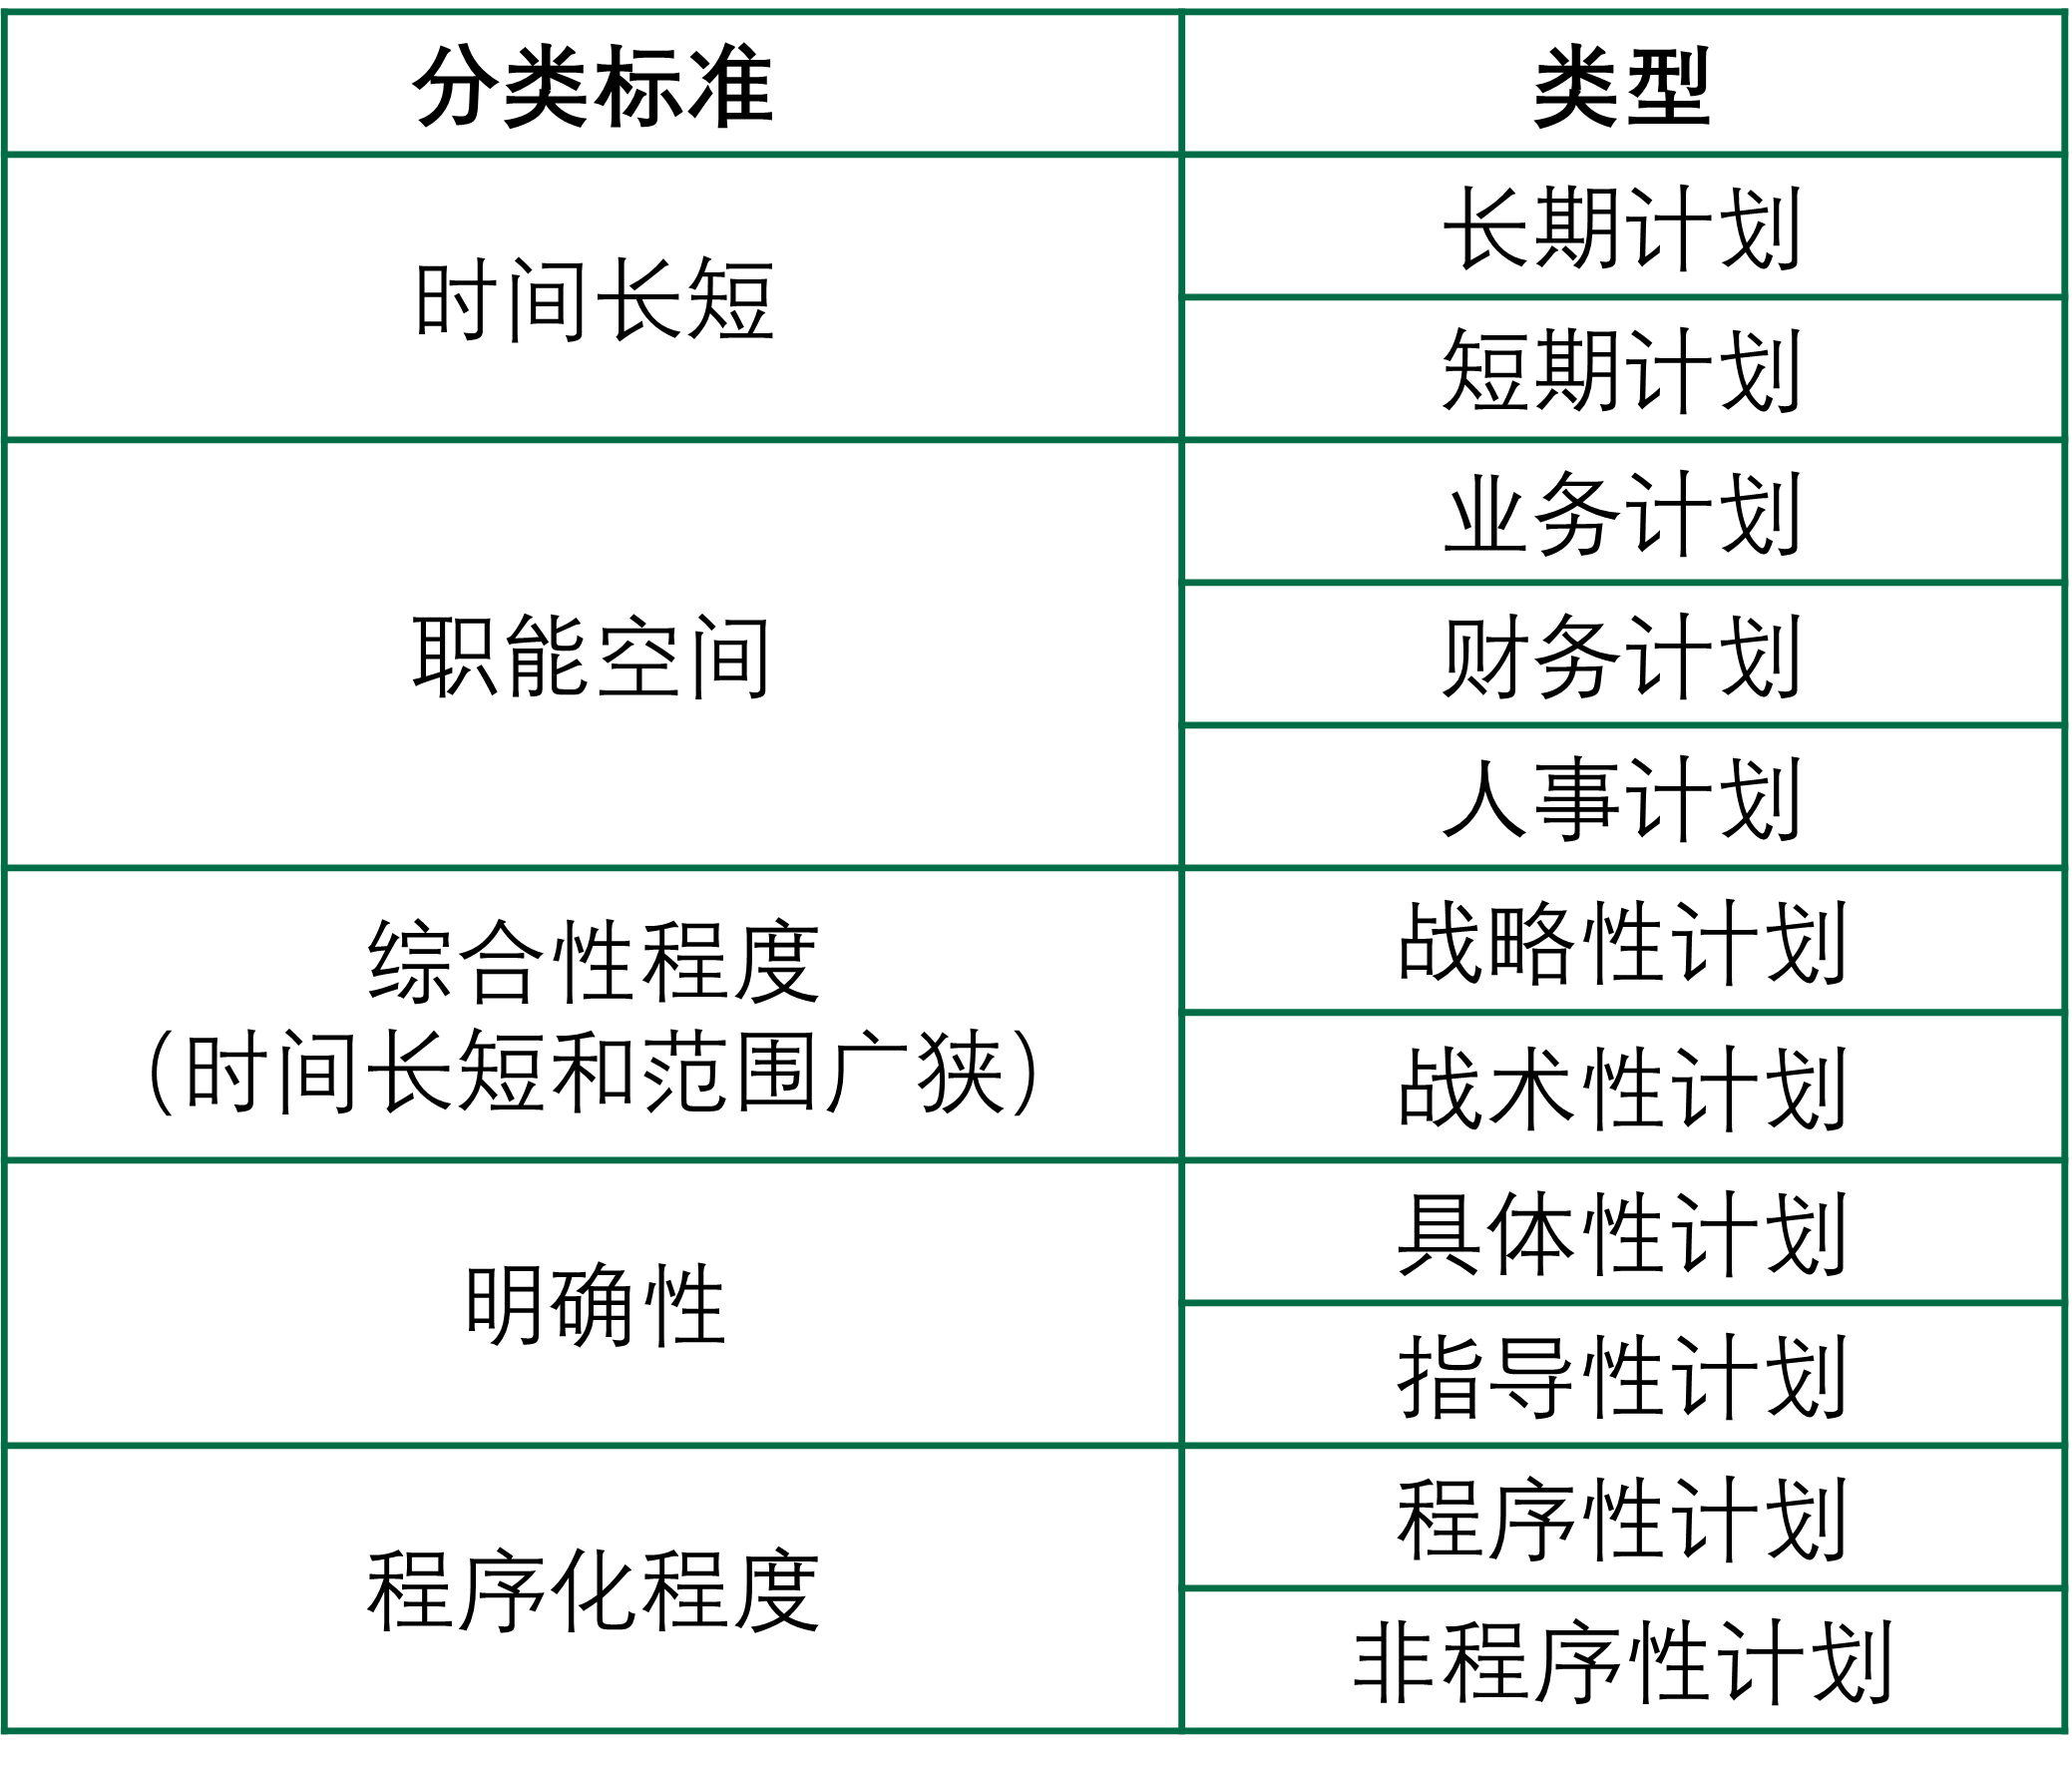 分类标准
类型
时间长短
长期计划
短期计划
职能空间
业务计划
财务计划
人事计划
综合性程度
（时间长短和范围广狭）
战略性计划
战术性计划
明确性
具体性计划
指导性计划
程序化程度
程序性计划
非程序性计划